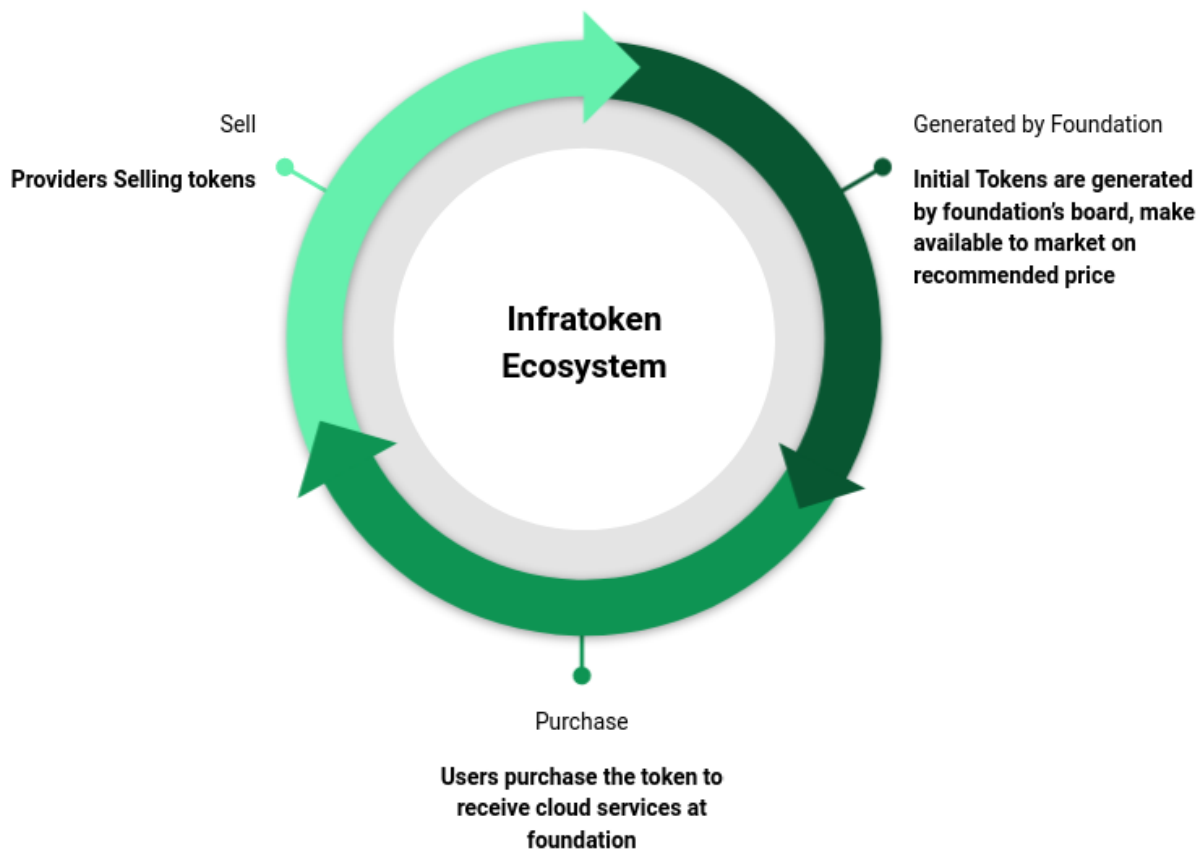 Sell
Providers Selling tokens
Generated by Foundation
Initial Tokens are generated
by foundation’s board, make
available to market on
recommended price
Infratoken
Ecosystem
Purchase
Users purchase the token to
receive cloud services at
foundation